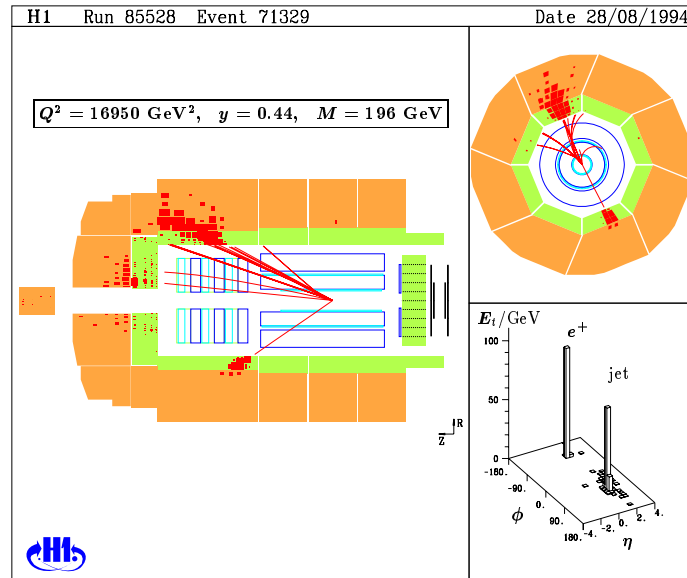 H1 Run 85528 Event 71329 Date 28/08/1994
Q² = 16950 GeV², y = 0.44, M = 196 GeV
E_t/GeV
e⁺
jet
100
50
0
-180.
-90.
0.
90.
180.
-4.
-2.
0.
2.
4.
φ
η
R
Z
H1